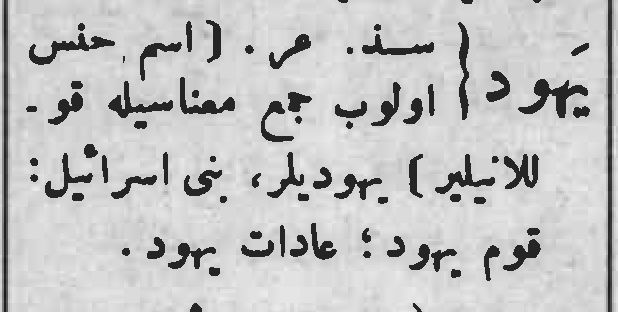 يَهود { سـذ. عر. [ اسم جنس
اولوب جمع معناسيله قو-
للانيلير ] يهوديلر، بنى اسرائيل:
قوم يهود ؛ عادات يهود .